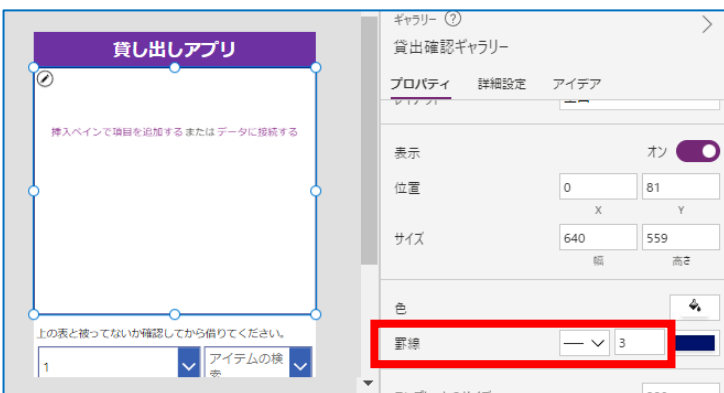 貸し出しアプリ
挿入ペインで項目を追加する または データに接続する
上の表と被ってないか確認してから借りてください。
1
アイテムの検索
ギャラリー ?
貸出確認ギャラリー
プロパティ 詳細設定 アイデア
表示 オン
位置 0 81
X Y
サイズ 640 559
幅 高さ
色
罫線 3